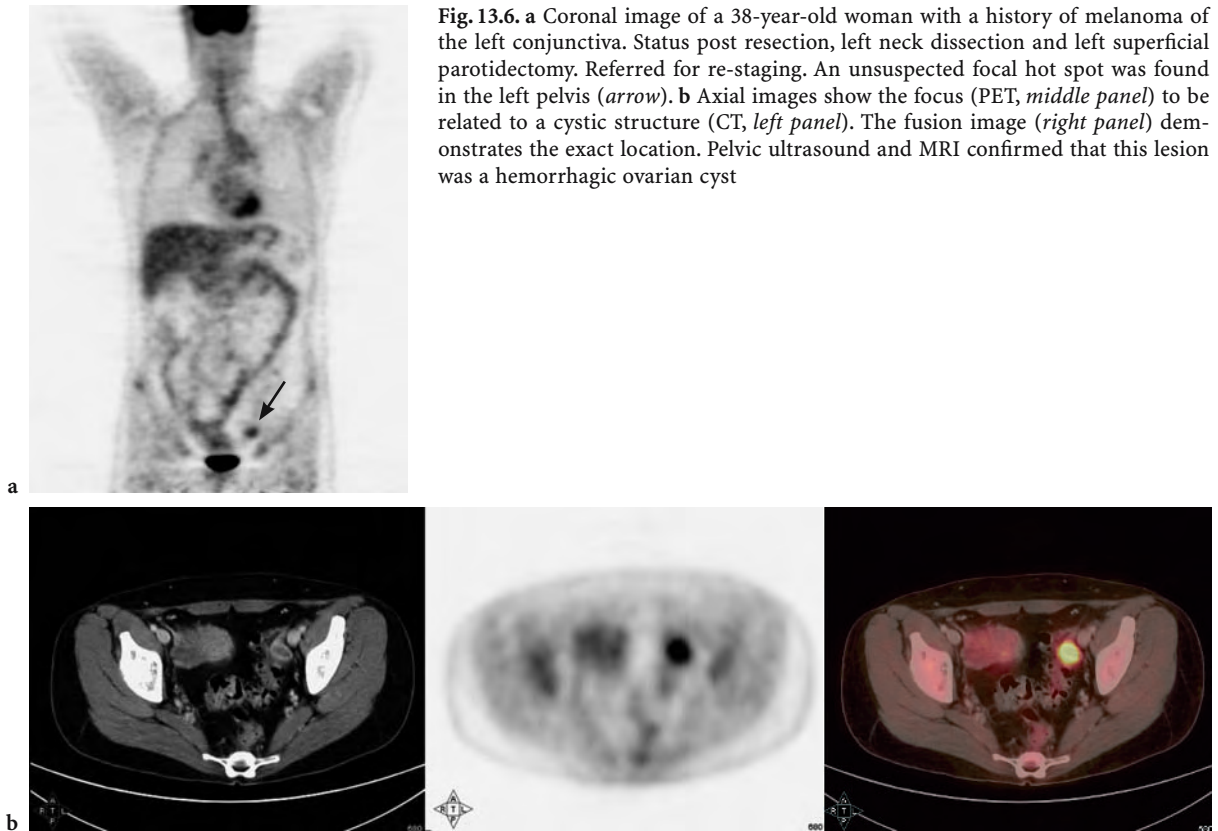 Fig. 13.6. a Coronal image of a 38-year-old woman with a history of melanoma of
the left conjunctiva. Status post resection, left neck dissection and left superficial
parotidectomy. Referred for re-staging. An unsuspected focal hot spot was found
in the left pelvis (arrow). b Axial images show the focus (PET, middle panel) to be
related to a cystic structure (CT, left panel). The fusion image (right panel) dem-
onstrates the exact location. Pelvic ultrasound and MRI confirmed that this lesion
was a hemorrhagic ovarian cyst
a
b
A
R T L
P